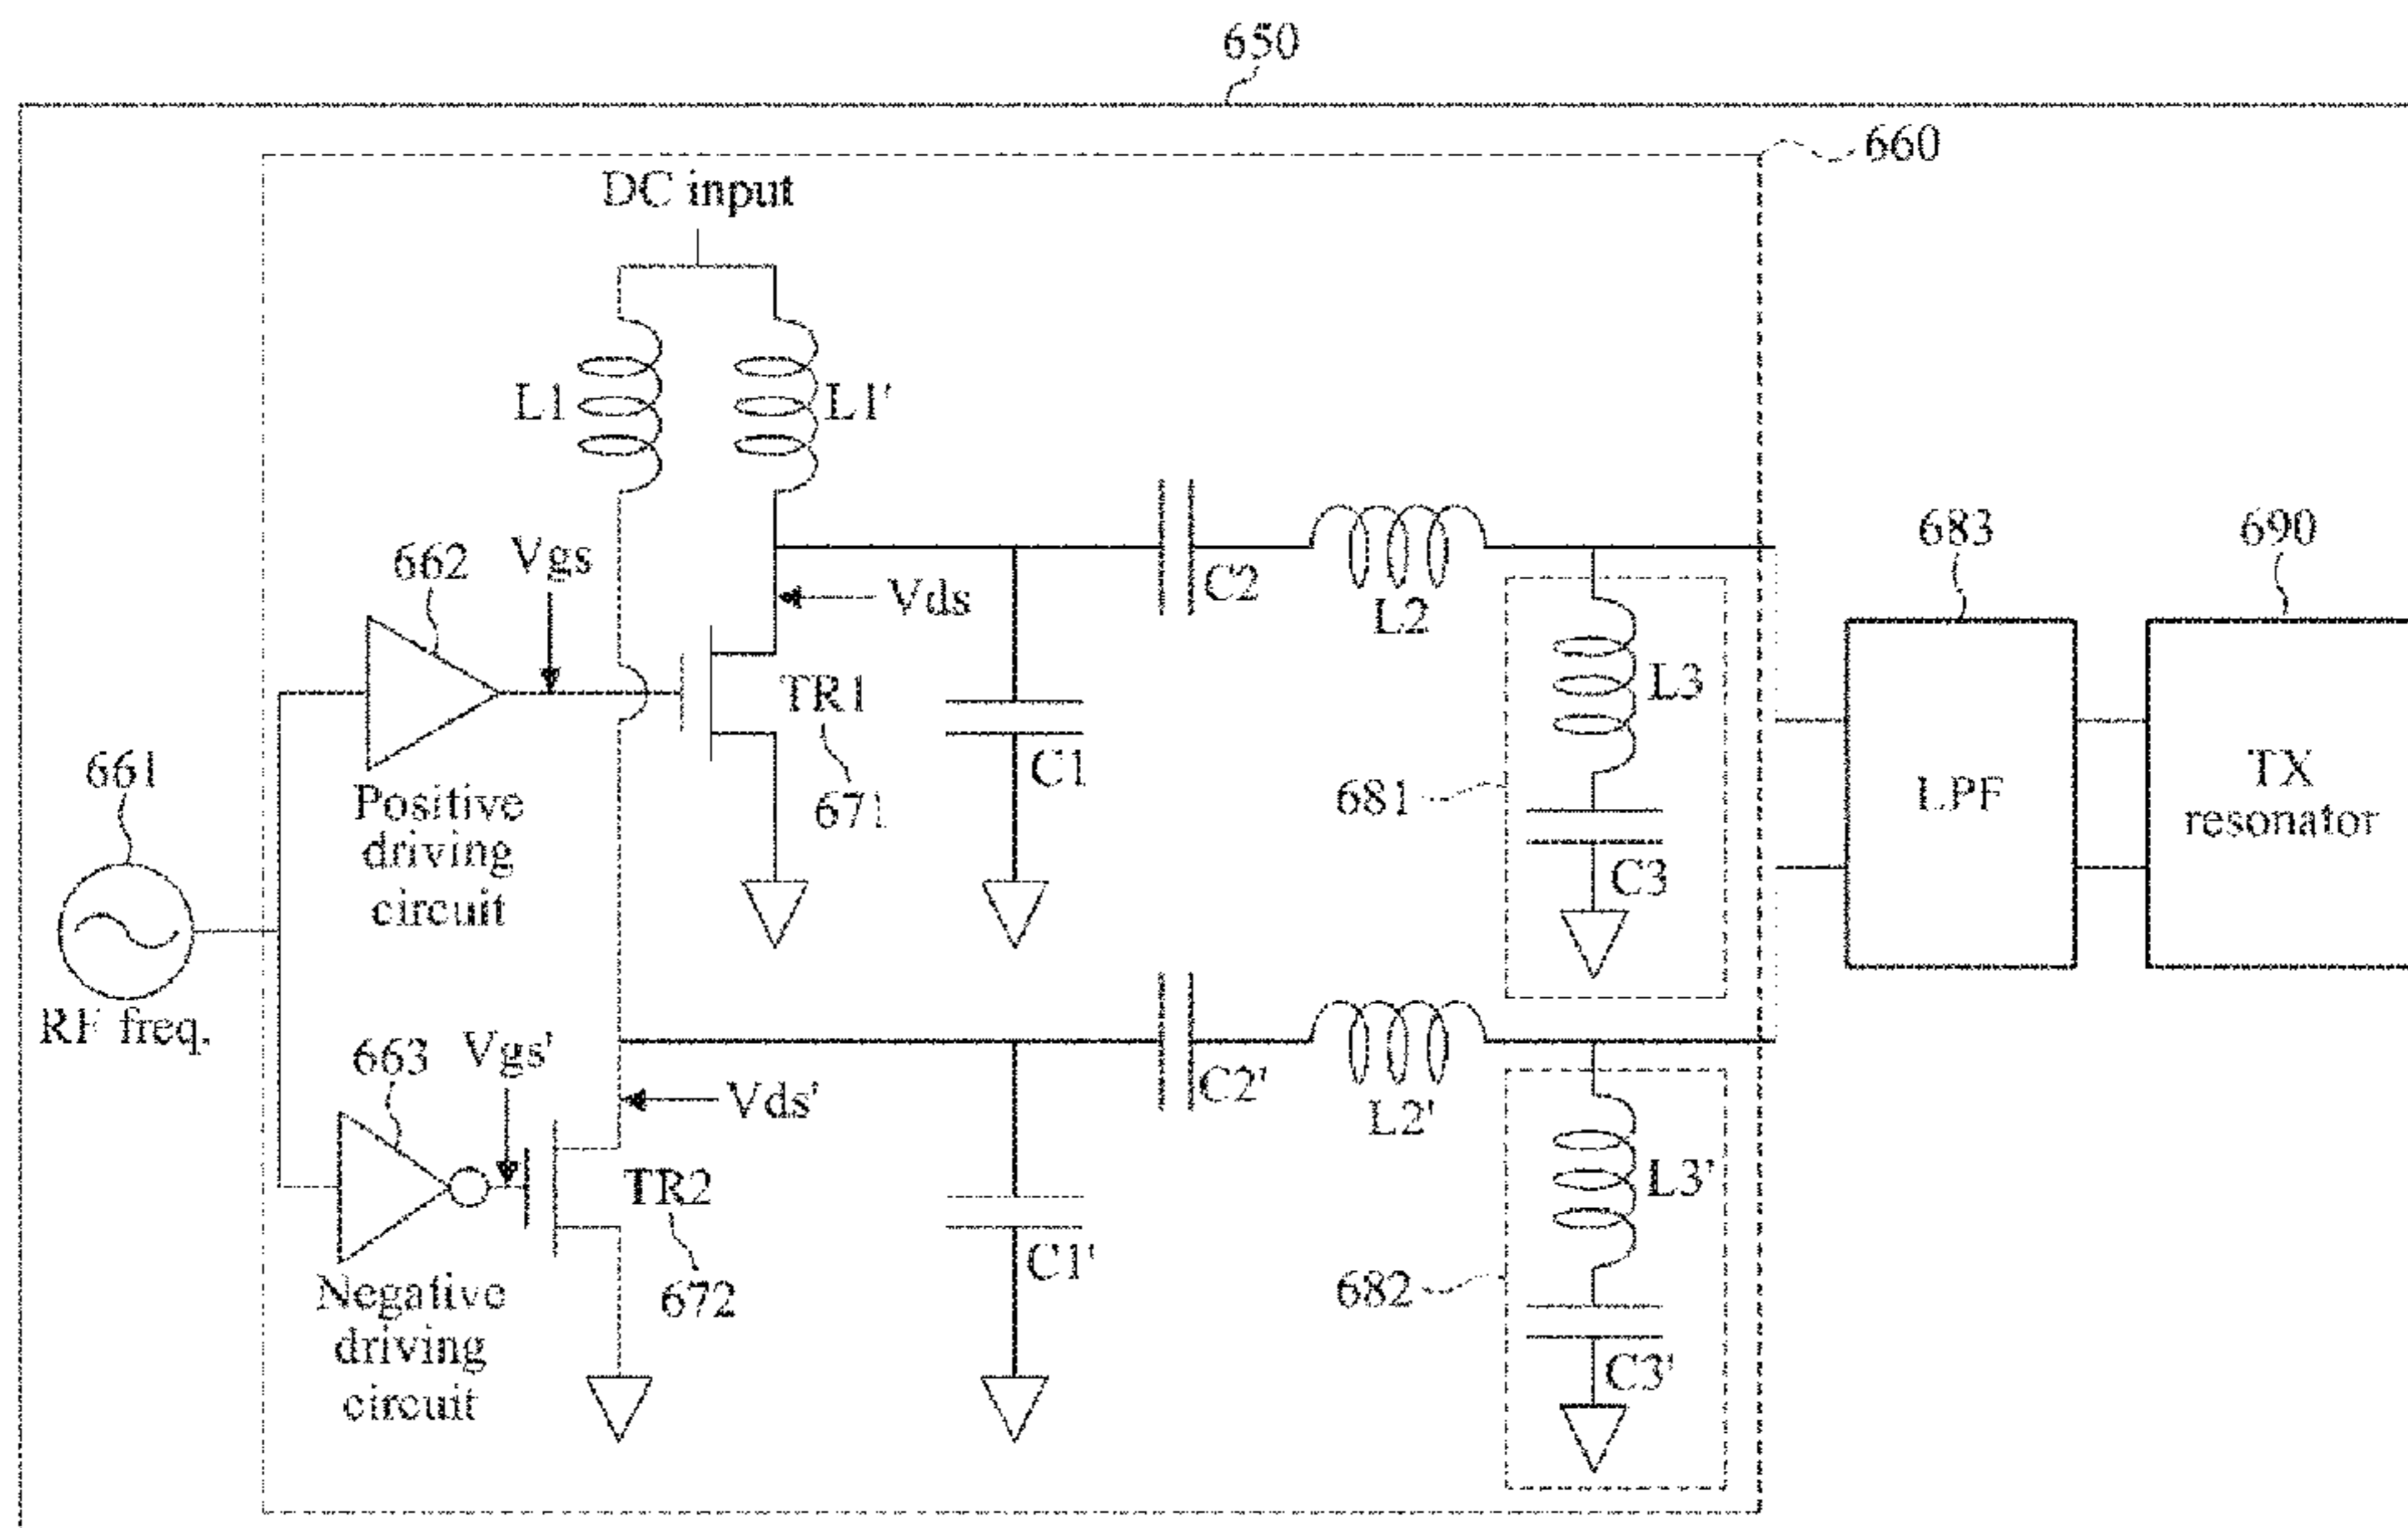 650
660
DC input
L1
L1'
662
Vgs
Vds
C2
L2
683
690
TR1
671
C1
L3
681
C3
LPF
TX
resonator
661
Positive
driving
circuit
RF freq.
663
Vgs'
Vds'
C2'
L2'
TR2
672
C1'
L3'
682
C3'
Negative
driving
circuit